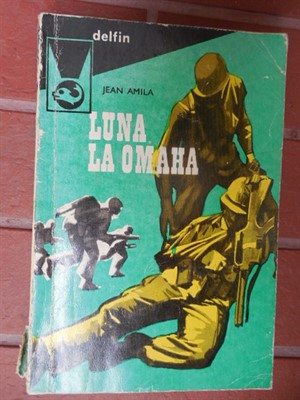 delfin
JEAN AMILA
LUNA
LA OMAHA